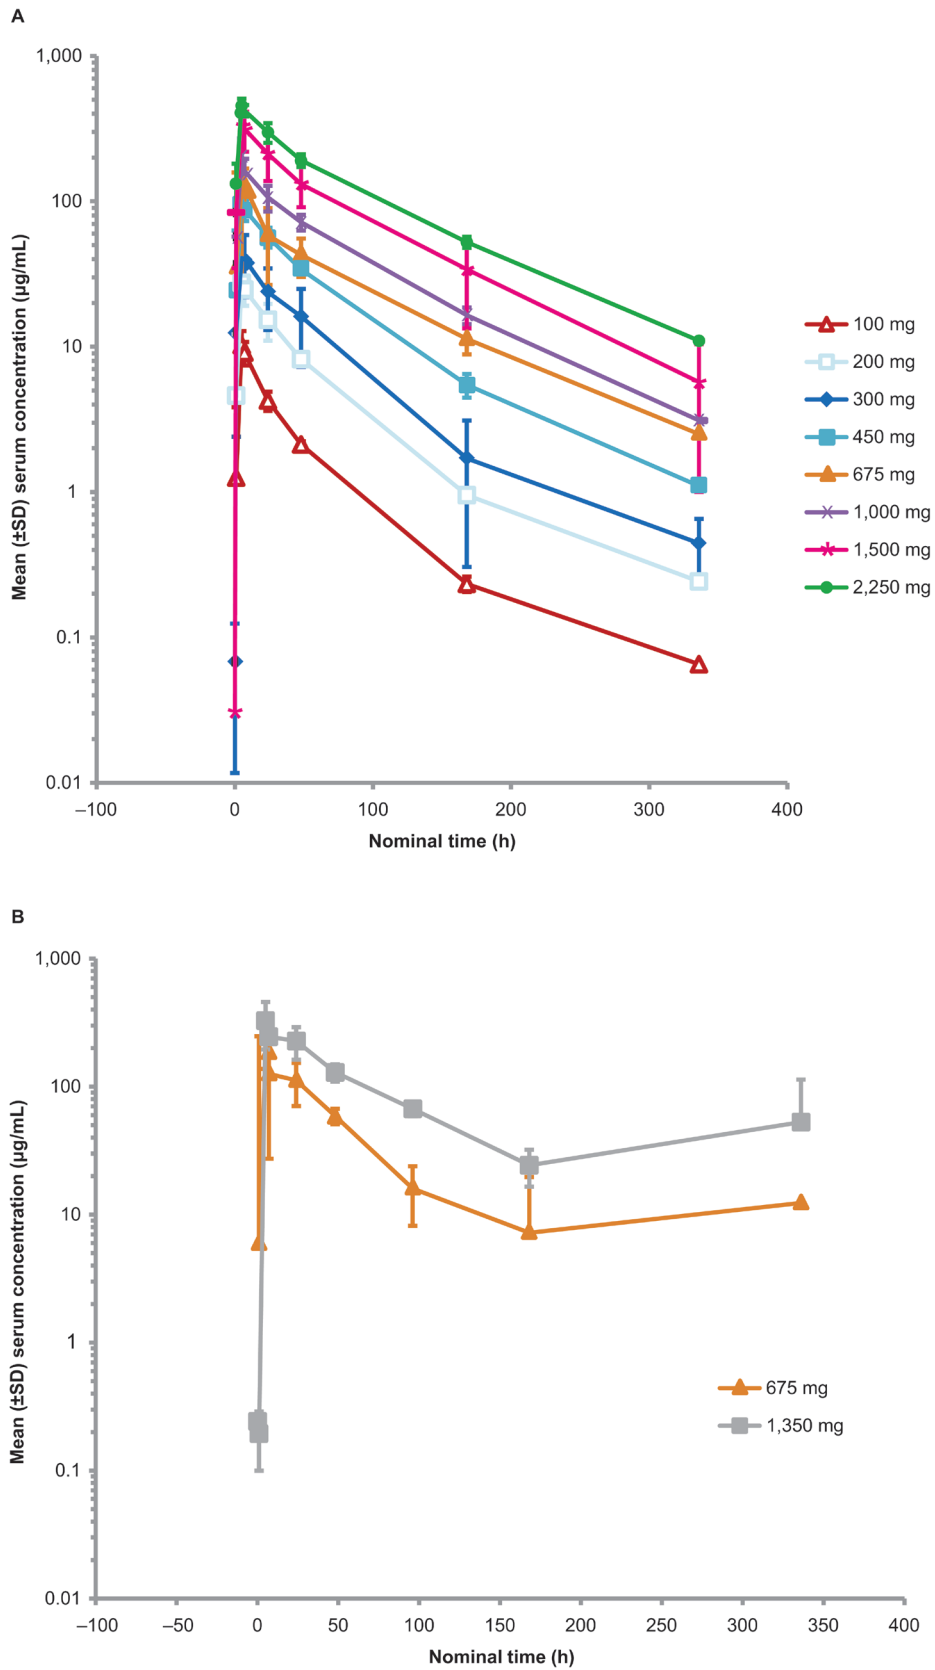 A
1,000
100
10
1
0.1
0.01
Mean (±SD) serum concentration (µg/mL)
–100 0 100 200 300 400
Nominal time (h)
100 mg
200 mg
300 mg
450 mg
675 mg
1,000 mg
1,500 mg
2,250 mg
B
1,000
100
10
1
0.1
0.01
Mean (±SD) serum concentration (µg/mL)
–100 –50 0 50 100 150 200 250 300 350 400
Nominal time (h)
675 mg
1,350 mg